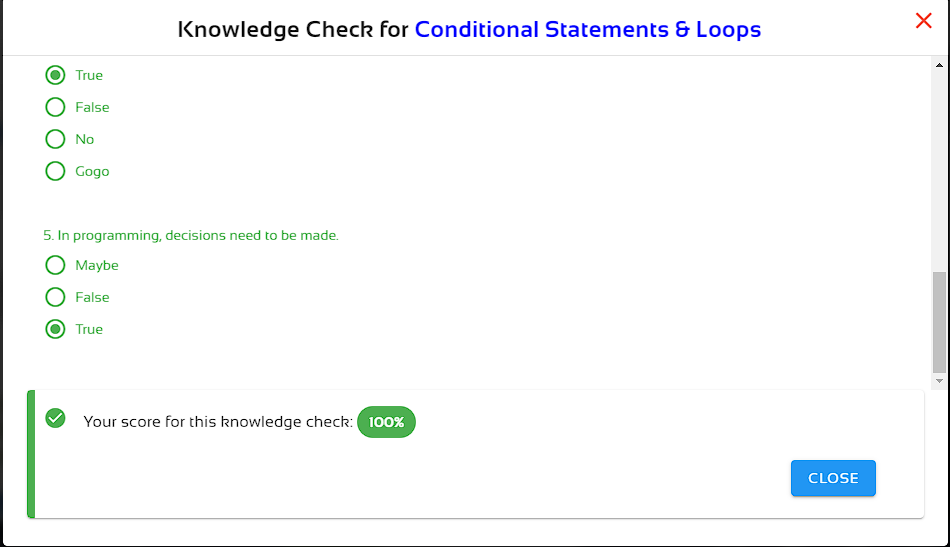 Knowledge Check for Conditional Statements & Loops
True
False
No
Gogo
5. In programming, decisions need to be made.
Maybe
False
True
Your score for this knowledge check: 100%
CLOSE